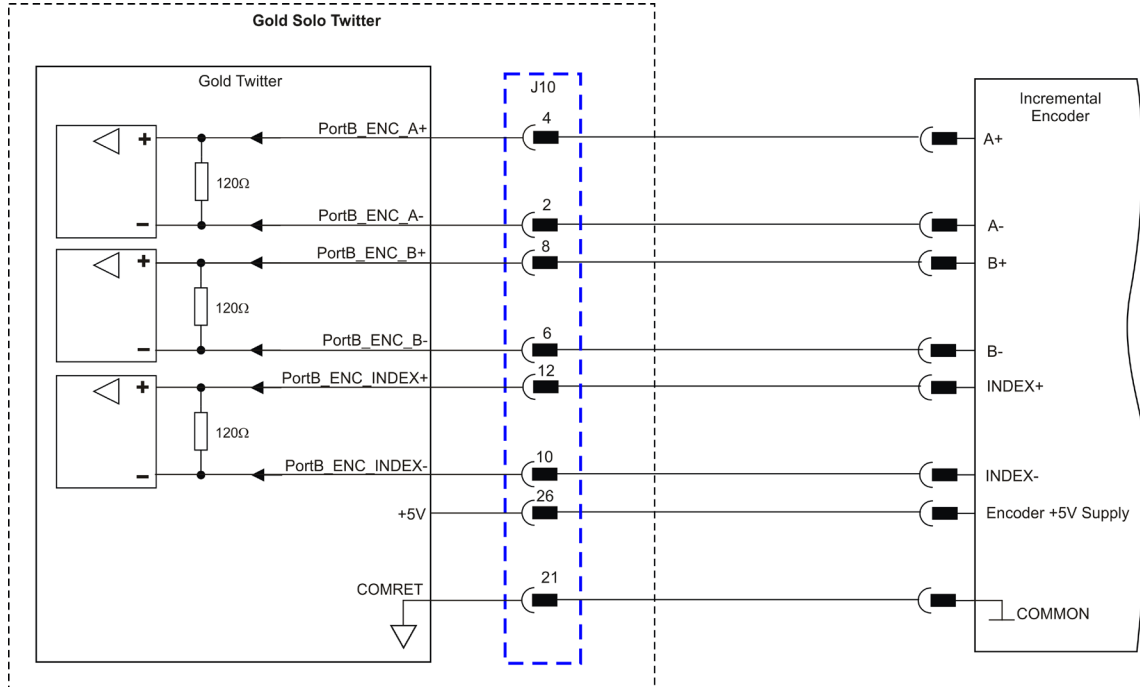 Gold Solo Twitter
Gold Twitter
J10
Incremental
Encoder
+
PortB_ENC_A+
4
A+
120Ω
-
PortB_ENC_A-
2
A-
+
PortB_ENC_B+
8
B+
120Ω
-
PortB_ENC_B-
6
B-
+
PortB_ENC_INDEX+
12
INDEX+
120Ω
-
PortB_ENC_INDEX-
10
INDEX-
+5V
26
Encoder +5V Supply
COMRET
21
COMMON